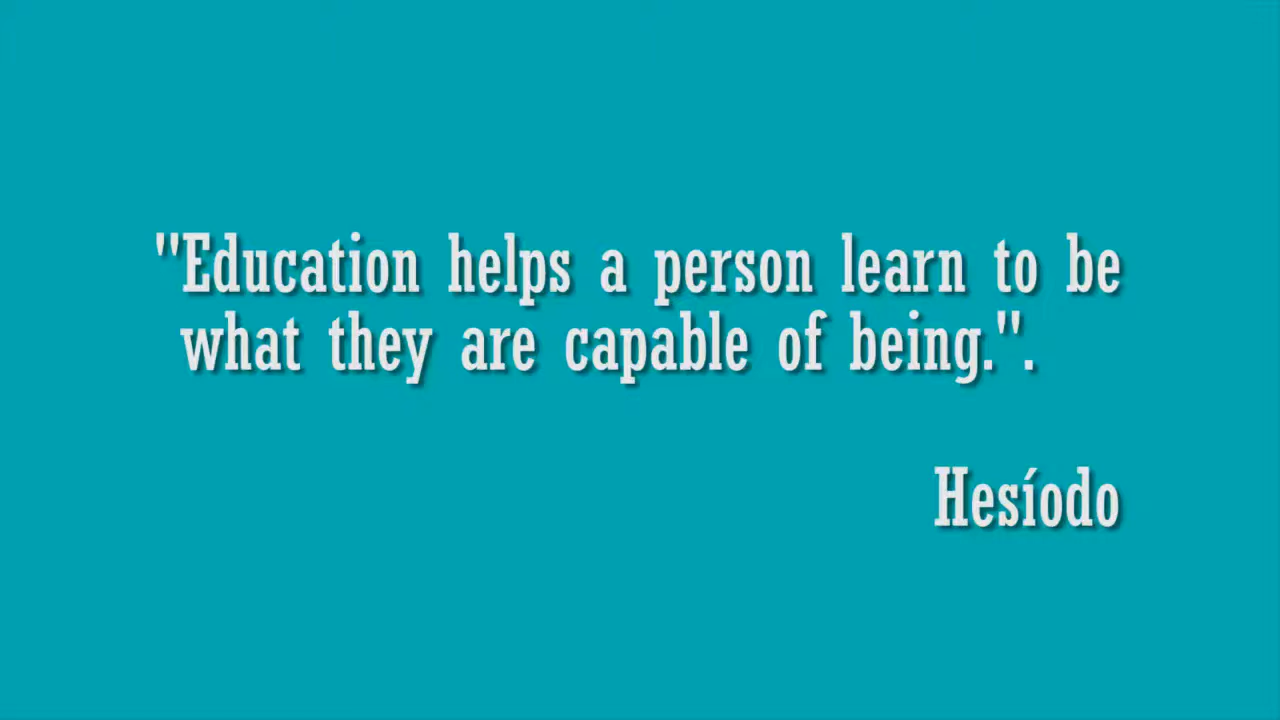 "Education helps a person learn to be
what they are capable of being.".
Hesíodo